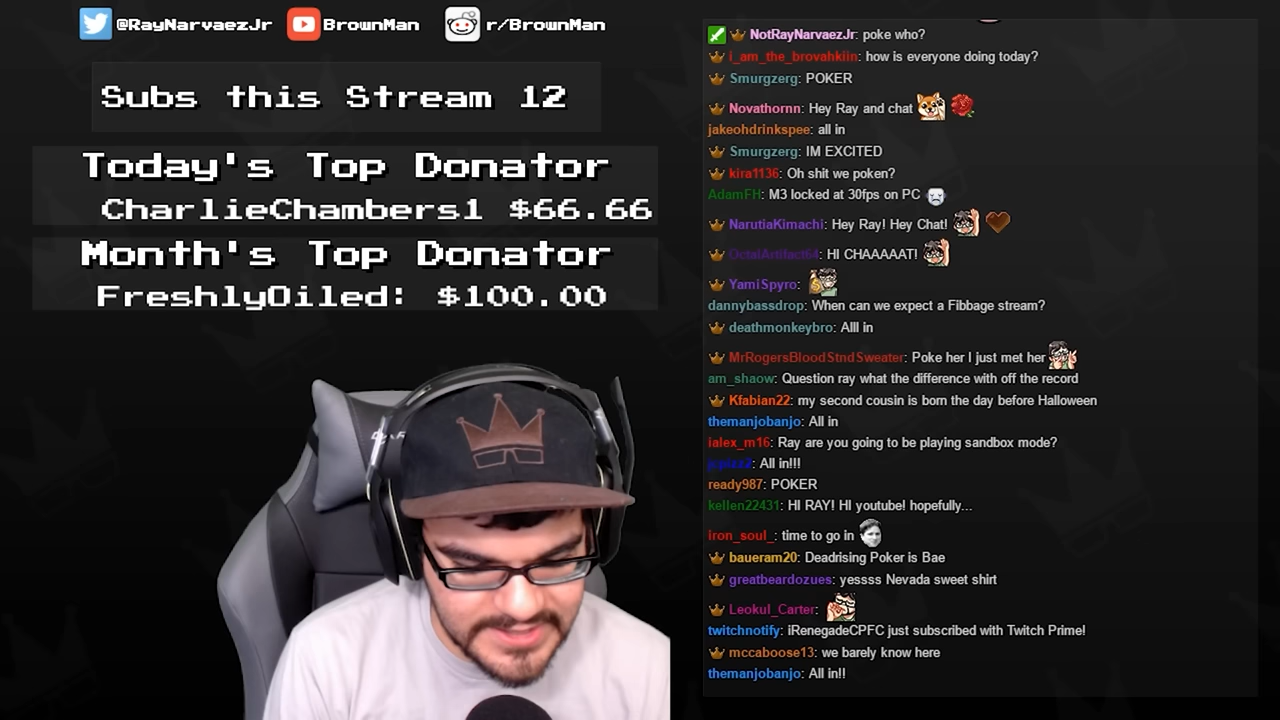 @RayNarvaezJr BrownMan r/BrownMan
Subs this Stream 12
Today's Top Donator
CharlieChambers1 $66.66
Month's Top Donator
FreshlyOiled: $100.00
NotRayNarvaezJr: poke who?
i_am_the_brovahkiin: how is everyone doing today?
Smurgzerg: POKER
Novathornn: Hey Ray and chat
jakeohdrinkspee: all in
Smurgzerg: IM EXCITED
kira1136: Oh shit we poken?
AdamFH: M3 locked at 30fps on PC
NarutiaKimachi: Hey Ray! Hey Chat!
OctalArtifact64: HI CHAAAAAT!
YamiSpyro:
dannybassdrop: When can we expect a Fibbage stream?
deathmonkeybro: Alll in
MrRogersBloodStndSweater: Poke her I just met her
am_shaow: Question ray what the difference with off the record
Kfabian22: my second cousin is born the day before Halloween
themanjobanjo: All in
ialex_m16: Ray are you going to be playing sandbox mode?
All in!!!
ready987: POKER
kellen22431: HI RAY! HI youtube! hopefully...
iron_soul_: time to go in
baueram20: Deadrising Poker is Bae
greatbeardozues: yessss Nevada sweet shirt
Leokul_Carter:
twitchnotify: iRenegadeCPFC just subscribed with Twitch Prime!
mccaboose13: we barely know here
themanjobanjo: All in!!